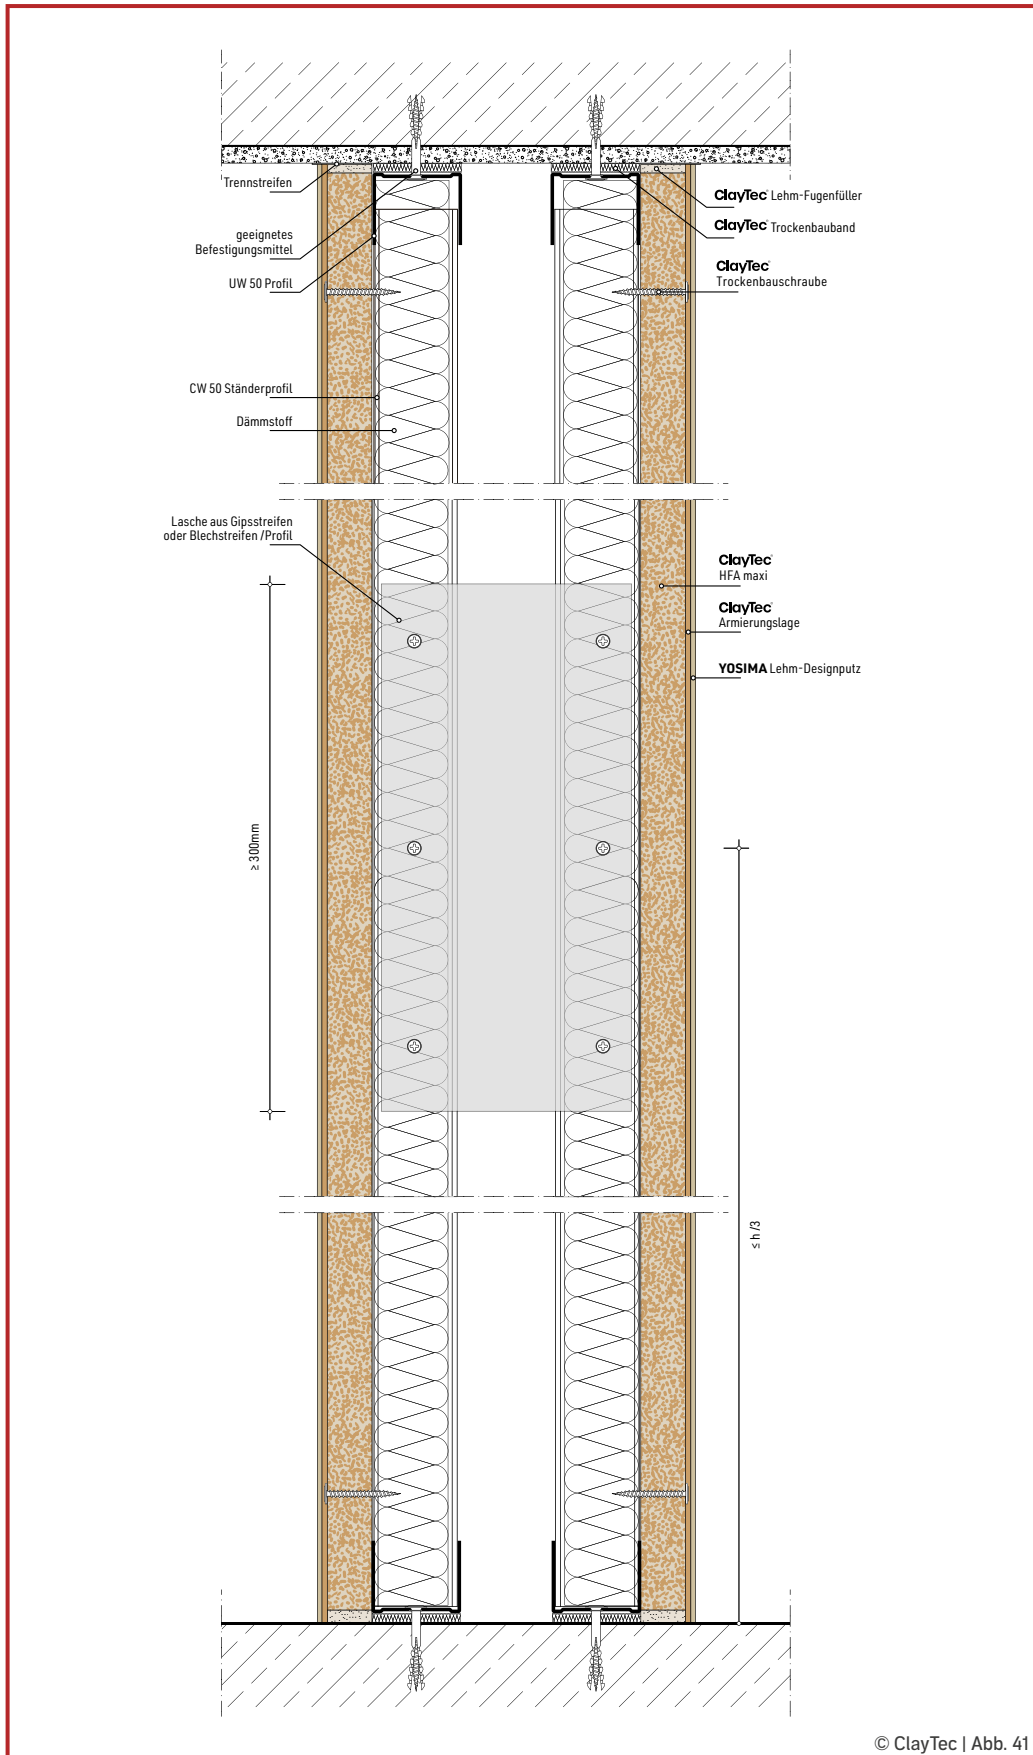 Trennstreifen
geeignetes
Befestigungsmittel
UW 50 Profil
CW 50 Ständerprofil
Dämmstoff
Lasche aus Gipsstreifen
oder Blechstreifen /Profil
≥ 300mm
ClayTec® Lehm-Fugenfüller
ClayTec® Trockenbauband
ClayTec®
Trockenbauschraube
ClayTec®
HFA maxi
ClayTec®
Armierungslage
YOSIMA Lehm-Designputz
≤ h /3
© ClayTec | Abb. 41